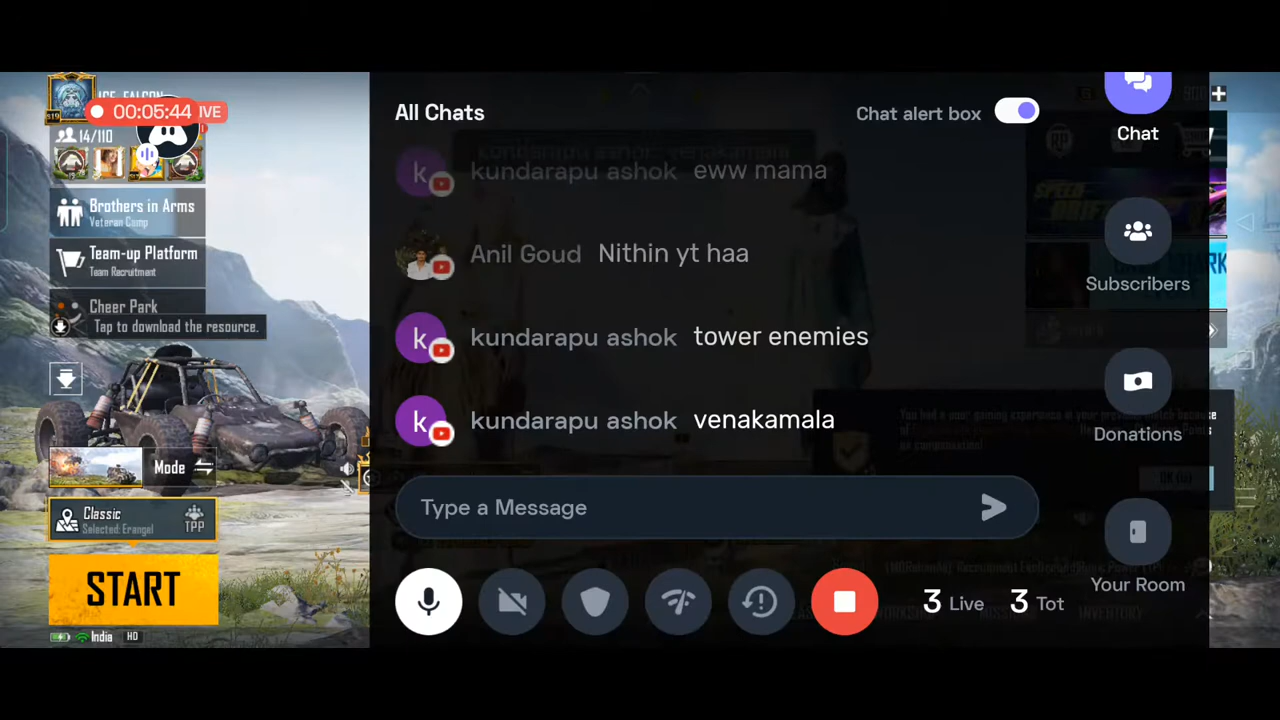 00:05:44 LIVE
14/110
Brothers in Arms
Veteran Comp
Team-up Platform
Team Recruitment
Cheer Park
Tap to download the resource.
Mode
Classic
Selected: Erangel
TPP
START
India HD
All Chats
Chat alert box
kundarapu ashok eww mama
Anil Goud Nithin yt haa
kundarapu ashok tower enemies
kundarapu ashok venakamala
Type a Message
3 Live 3 Tot
Chat
Subscribers
Donations
Your Room
INVENTORY